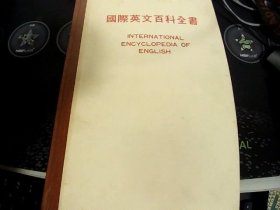 國際英文百科全書
INTERNATIONAL
ENCYCLOPEDIA OF
ENGLISH